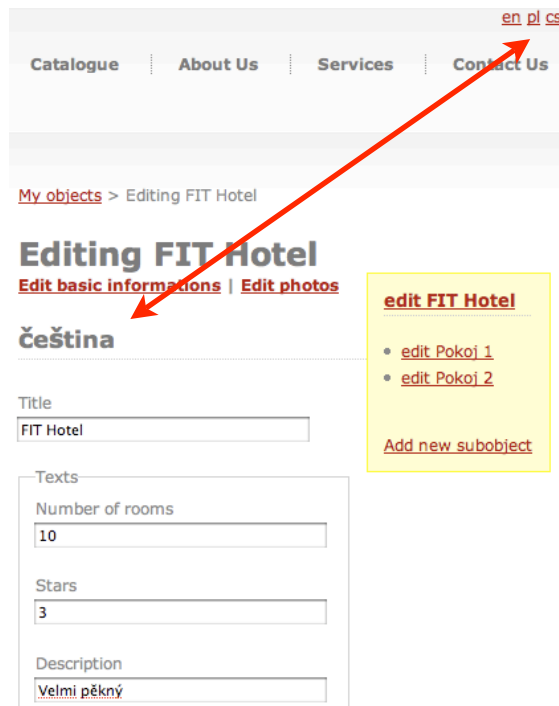 en pl cs
Catalogue About Us Services Contact Us
My objects > Editing FIT Hotel
Editing FIT Hotel
Edit basic informations | Edit photos
čeština
Title
FIT Hotel
Texts
Number of rooms
10
Stars
3
Description
Velmi pěkný
edit FIT Hotel
edit Pokoj 1
edit Pokoj 2
Add new subobject